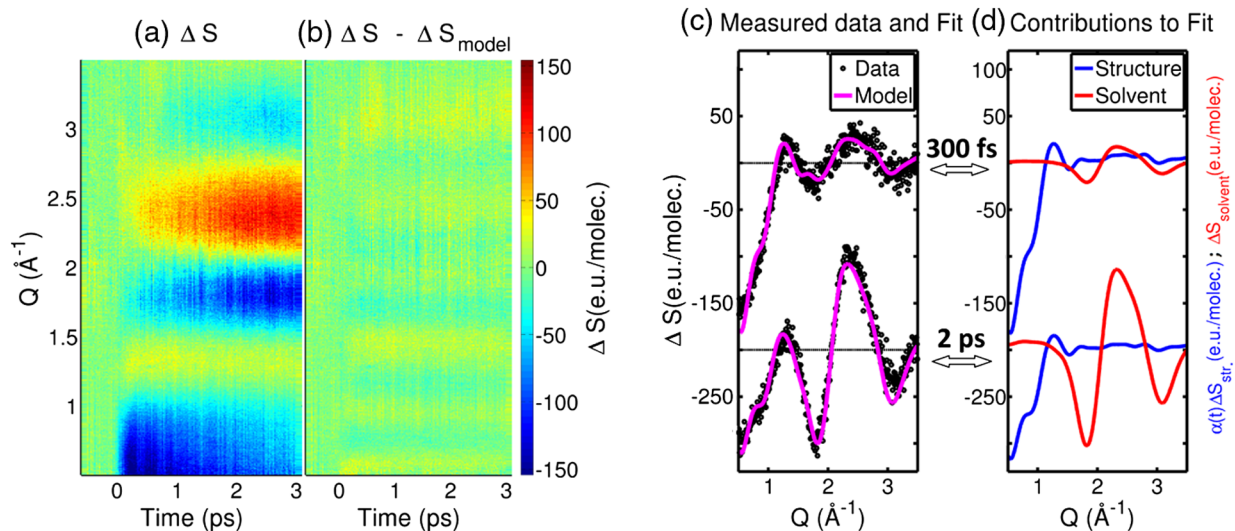 (a) Δ S
(b) Δ S - Δ Smodel
(c) Measured data and Fit
(d) Contributions to Fit
Q (Å-1)
3
2.5
2
1.5
1
0 1 2 3
Time (ps)
0 1 2 3
Time (ps)
150
100
50
0
-50
-100
-150
Δ S(e.u./molec.)
Data
Model
Δ S(e.u./molec.)
50
-50
-150
-250
1 2 3
Q (Å-1)
300 fs
2 ps
Structure
Solvent
100
50
0
-50
-150
-250
1 2 3
Q (Å-1)
α(t)ΔSstr.(e.u./molec.) ; ΔSsolvent(e.u./molec.)